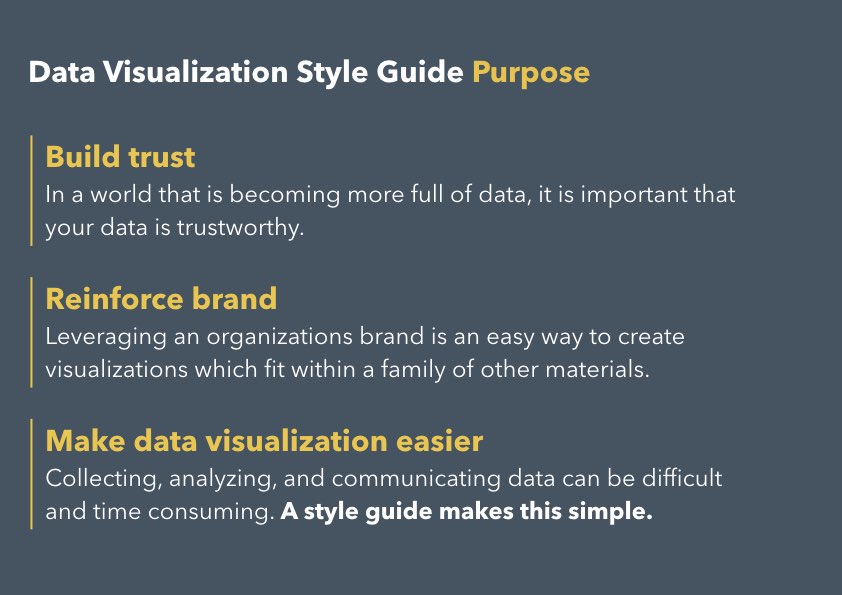 Data Visualization Style Guide Purpose
Build trust
In a world that is becoming more full of data, it is important that
your data is trustworthy.
Reinforce brand
Leveraging an organizations brand is an easy way to create
visualizations which fit within a family of other materials.
Make data visualization easier
Collecting, analyzing, and communicating data can be difficult
and time consuming. A style guide makes this simple.